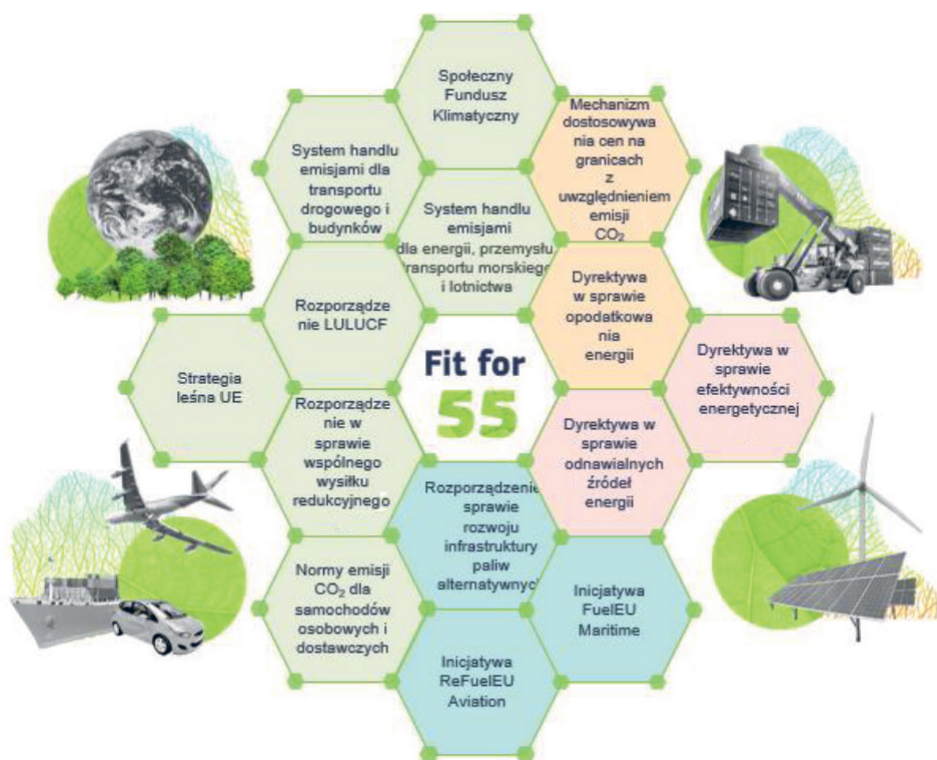 Społeczny
Fundusz
Klimatyczny
Mechanizm
dostosowywa
nia cen na
granicach
z
uwzględnieniem
emisji
CO₂
System handlu
emisjami dla
transportu
drogowego i
budynków
System handlu
emisjami
dla energii, przemysłu
transportu morskiego
i lotnictwa
Rozporządze
nie LULUCF
Dyrektywa
w sprawie
opodatkowa
nia
energii
Strategia
leśna UE
Fit for
55
Dyrektywa w
sprawie
efektywności
energetycznej
Rozporządze
nie w
sprawie
wspólnego
wysiłku
redukcyjnego
Dyrektywa w
sprawie
odnawialnych
źródeł
energii
Rozporządzenie
sprawie
rozwoju
infrastruktury
paliw
alternatywnych
Normy emisji
CO₂ dla
samochodów
osobowych i
dostawczych
Inicjatywa
FuelEU
Maritime
Inicjatywa
ReFuelEU
Aviation